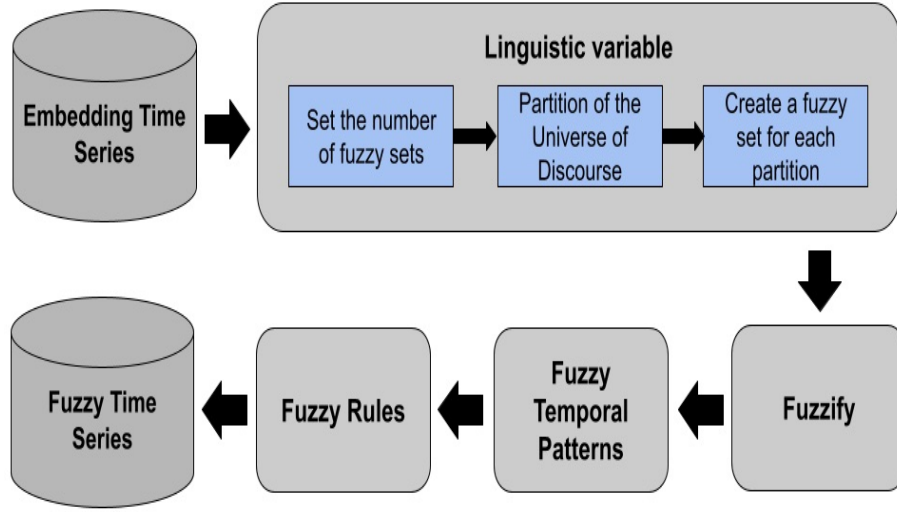 Embedding Time
Series
Linguistic variable
Set the number
of fuzzy sets
Partition of the
Universe of
Discourse
Create a fuzzy
set for each
partition
Fuzzy Time
Series
Fuzzy Rules
Fuzzy
Temporal
Patterns
Fuzzify